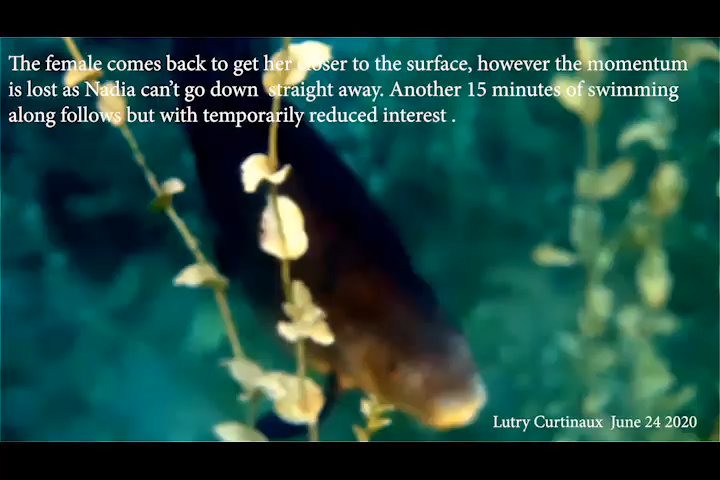 The female comes back to get her closer to the surface, however the momentum
is lost as Nadia can't go down straight away. Another 15 minutes of swimming
along follows but with temporarily reduced interest .
Lutry Curtinaux June 24 2020